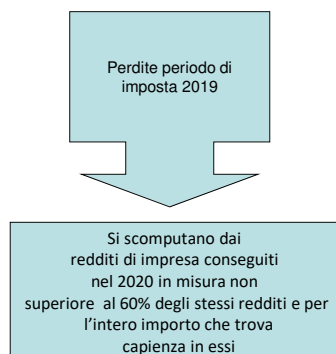 Perdite periodo di
imposta 2019
Si scomputano dai
redditi di impresa conseguiti
nel 2020 in misura non
superiore al 60% degli stessi redditi e per
l'intero importo che trova
capienza in essi